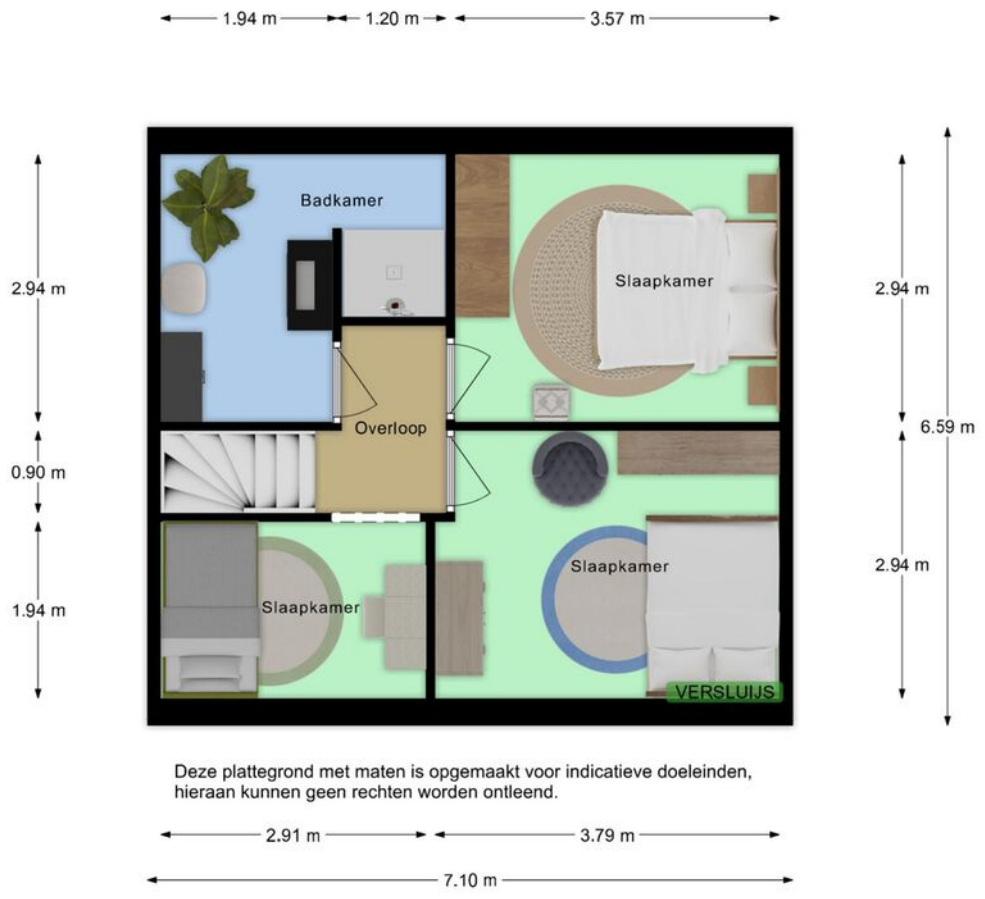 1.94 m 1.20 m 3.57 m
Badkamer
Slaapkamer
2.94 m 2.94 m
Overloop 6.59 m
0.90 m
Slaapkamer 2.94 m
Slaapkamer
1.94 m
VERSLUIJS
Deze plattegrond met maten is opgemaakt voor indicatieve doeleinden,
hieraan kunnen geen rechten worden ontleend.
2.91 m 3.79 m
7.10 m